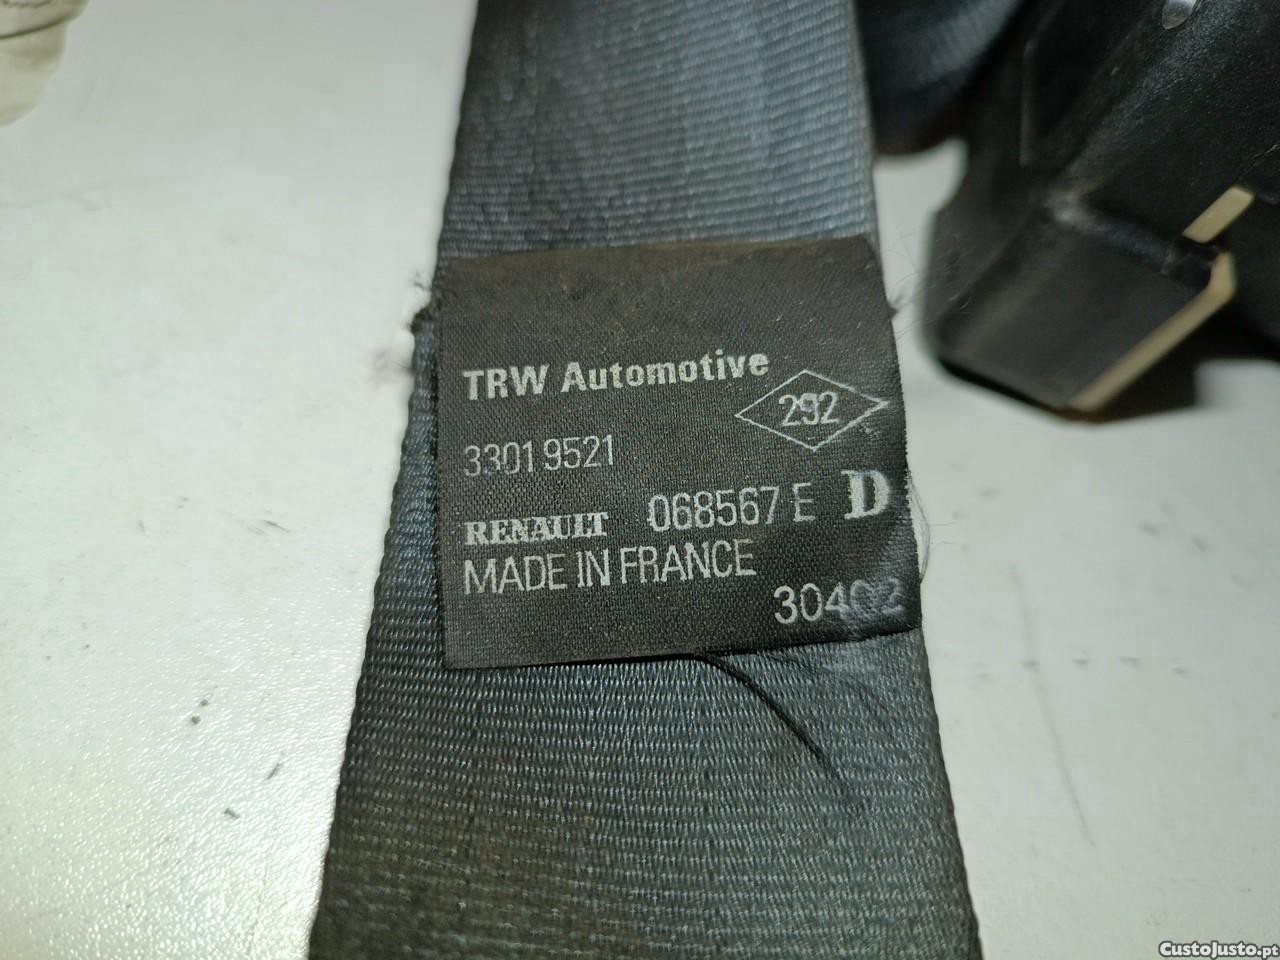 TRW Automotive
292
33019521
RENAULT 068567 E D
MADE IN FRANCE
30402
CustoJusto.pt